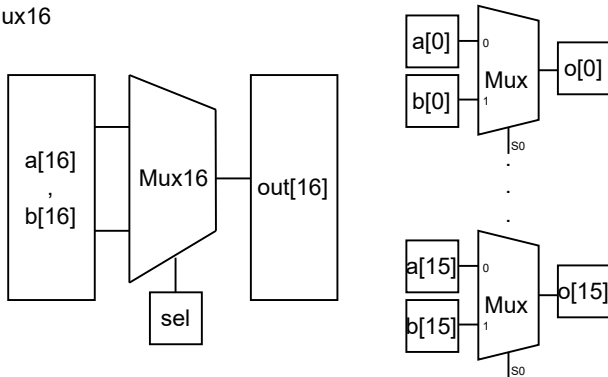 ux16
a[16]
,
b[16]
Mux16
out[16]
sel
a[0]
0
b[0]
1
Mux
o[0]
S0
.
.
.
a[15]
0
b[15]
1
Mux
o[15]
S0